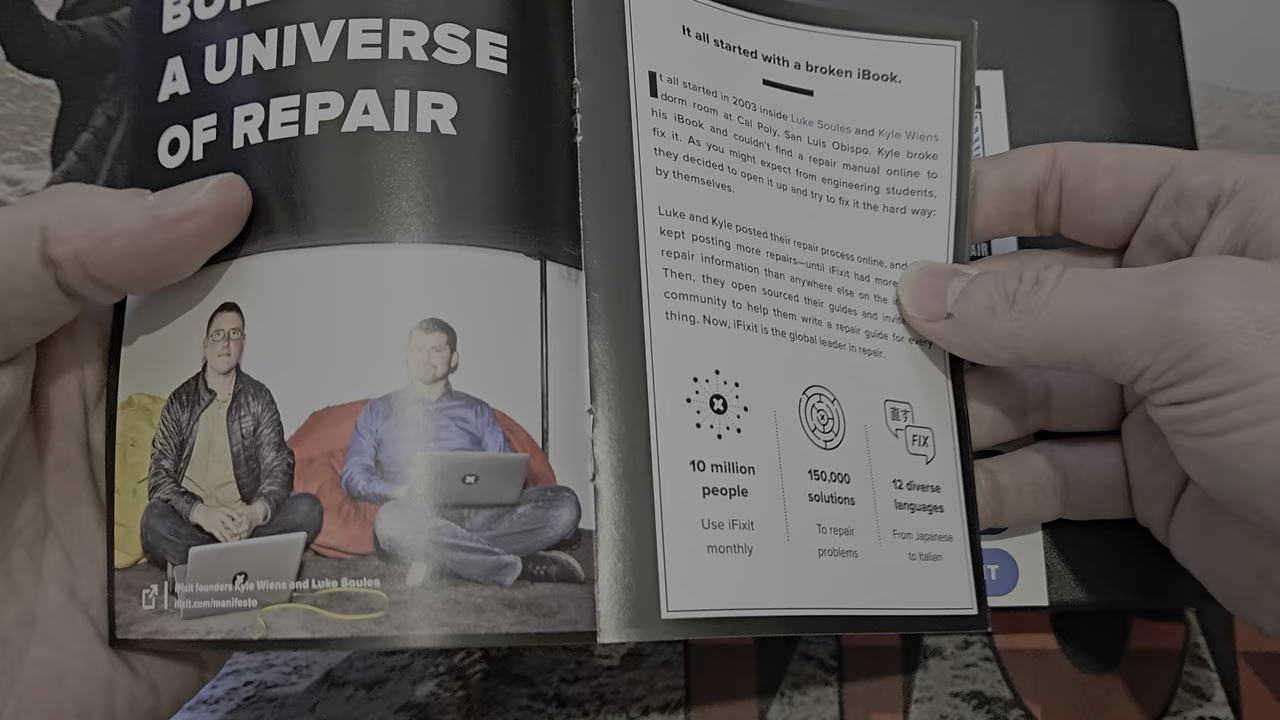 A UNIVERSE
OF REPAIR
iFixit founders Kyle Wiens and Luke Soules
ifixit.com/manifesto
It all started with a broken iBook.
It all started in 2003 inside Luke Soules and Kyle Wiens
dorm room at Cal Poly, San Luis Obispo. Kyle broke
his iBook and couldn't find a repair manual online to
fix it. As you might expect from engineering students,
they decided to open it up and try to fix it the hard way:
by themselves.
Luke and Kyle posted their repair process online, and
kept posting more repairs—until iFixit had more
repair information than anywhere else on the
Then, they open sourced their guides and
community to help them write a repair guide for every
thing. Now, iFixit is the global leader in repair.
直す
FIX
10 million
people
Use iFixit
monthly
150,000
solutions
To repair
problems
12 diverse
languages
From Japanese
to Italian